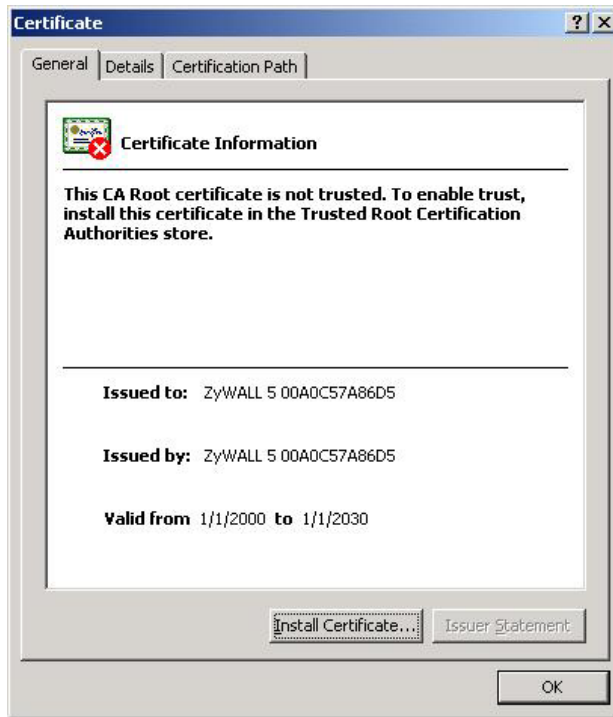 Certificate
General Details Certification Path
Certificate Information
This CA Root certificate is not trusted. To enable trust,
install this certificate in the Trusted Root Certification
Authorities store.
Issued to: ZyWALL 5 00A0C57A86D5
Issued by: ZyWALL 5 00A0C57A86D5
Valid from 1/1/2000 to 1/1/2030
Install Certificate... Issuer Statement
OK